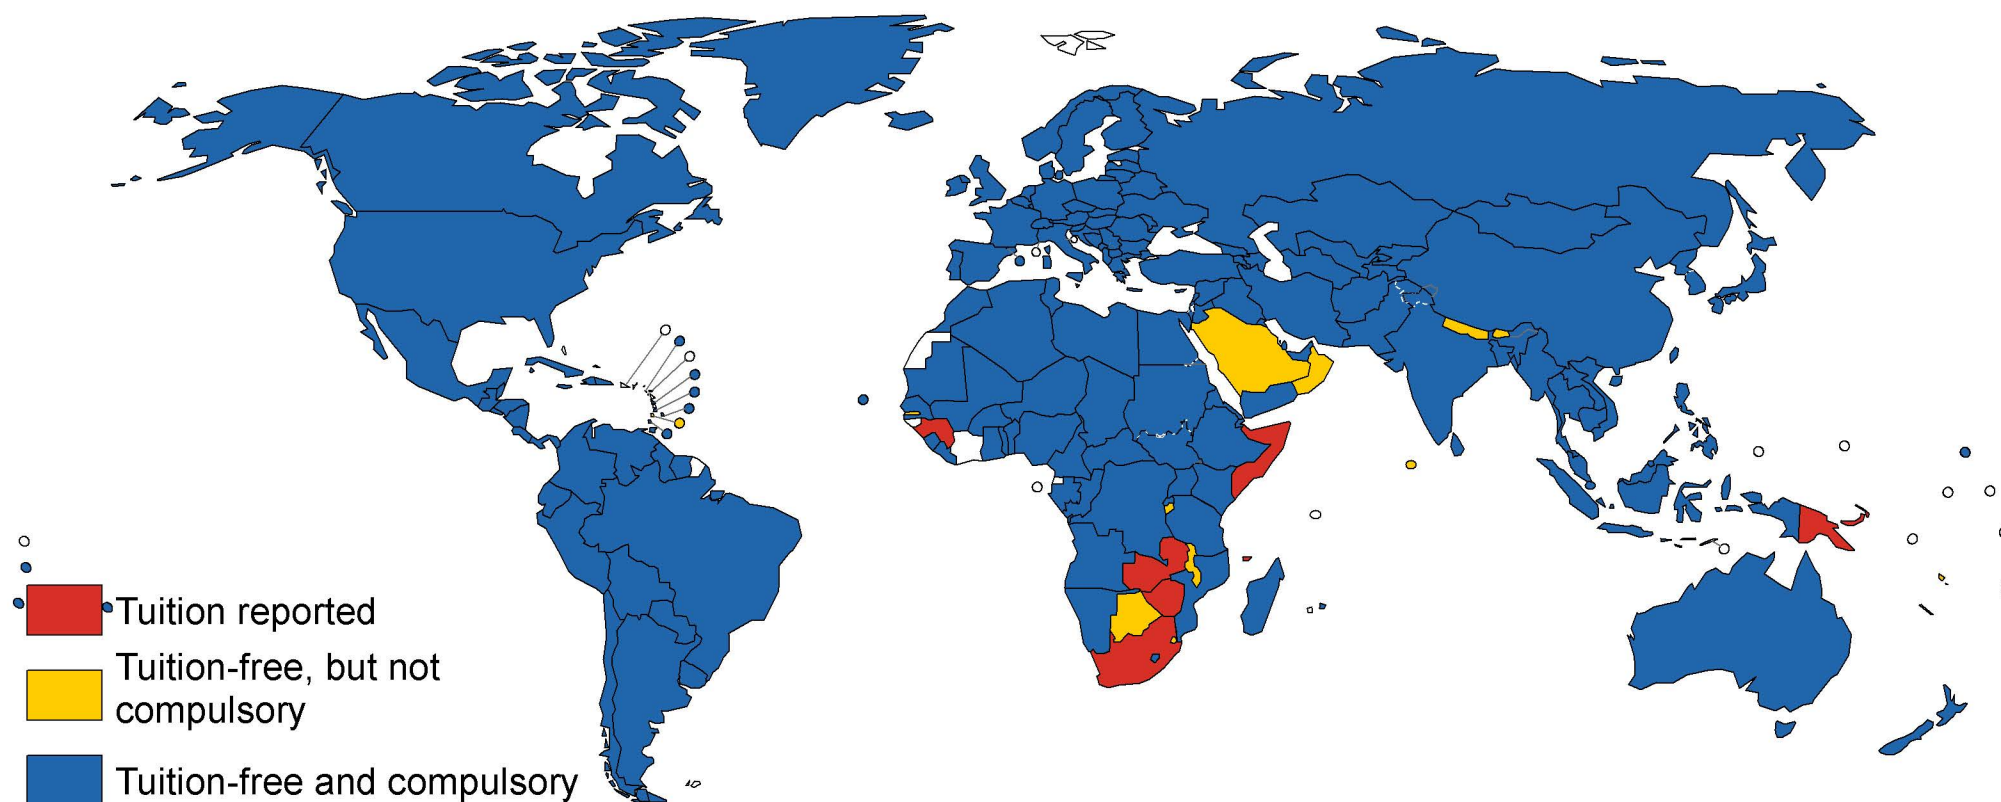 Tuition reported
Tuition-free, but not
compulsory
Tuition-free and compulsory